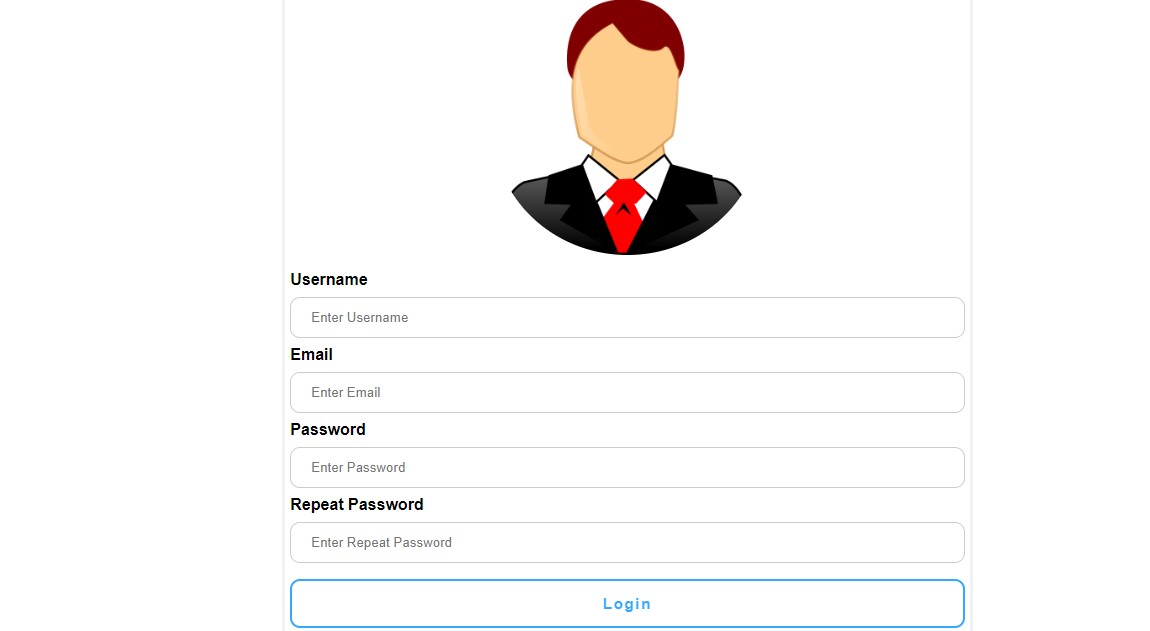 Username
Enter Username
Email
Enter Email
Password
Enter Password
Repeat Password
Enter Repeat Password
Login